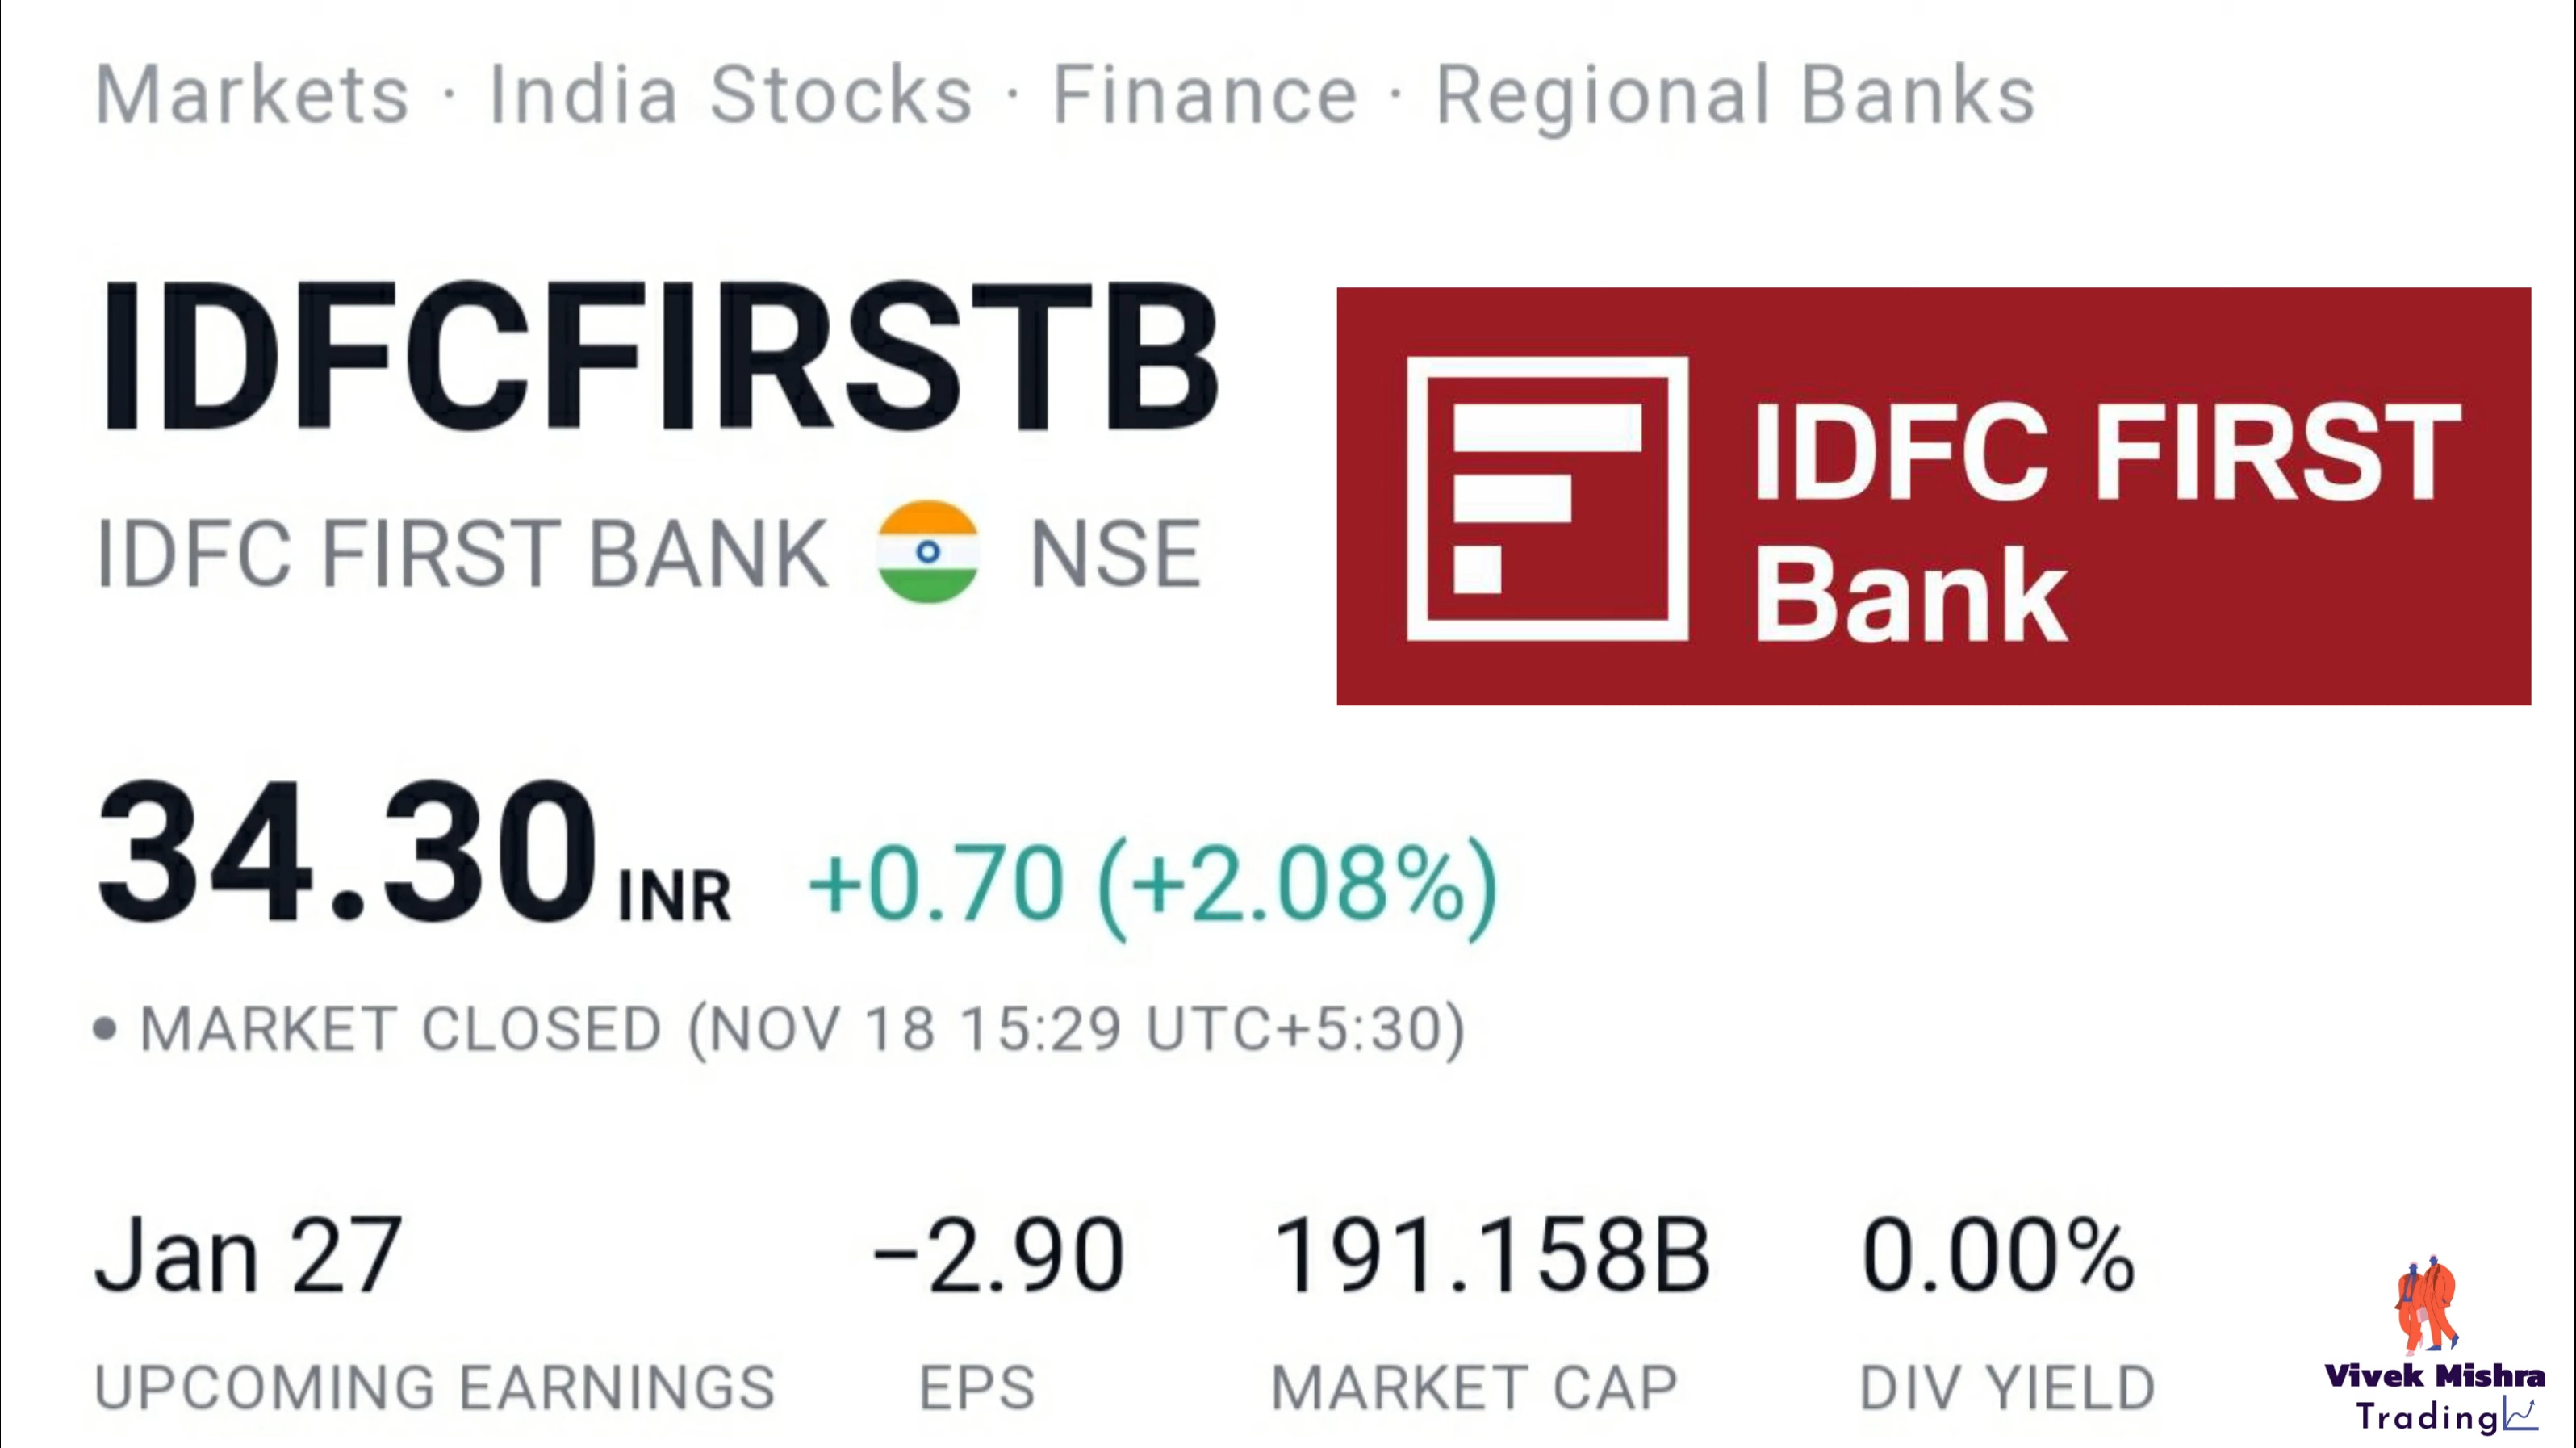 Markets · India Stocks · Finance · Regional Banks
IDFCFIRSTB
IDFC FIRST BANK NSE
IDFC FIRST
Bank
34.30 INR +0.70 (+2.08%)
• MARKET CLOSED (NOV 18 15:29 UTC+5:30)
Jan 27 −2.90 191.158B 0.00%
UPCOMING EARNINGS EPS MARKET CAP DIV YIELD
Vivek Mishra
Trading